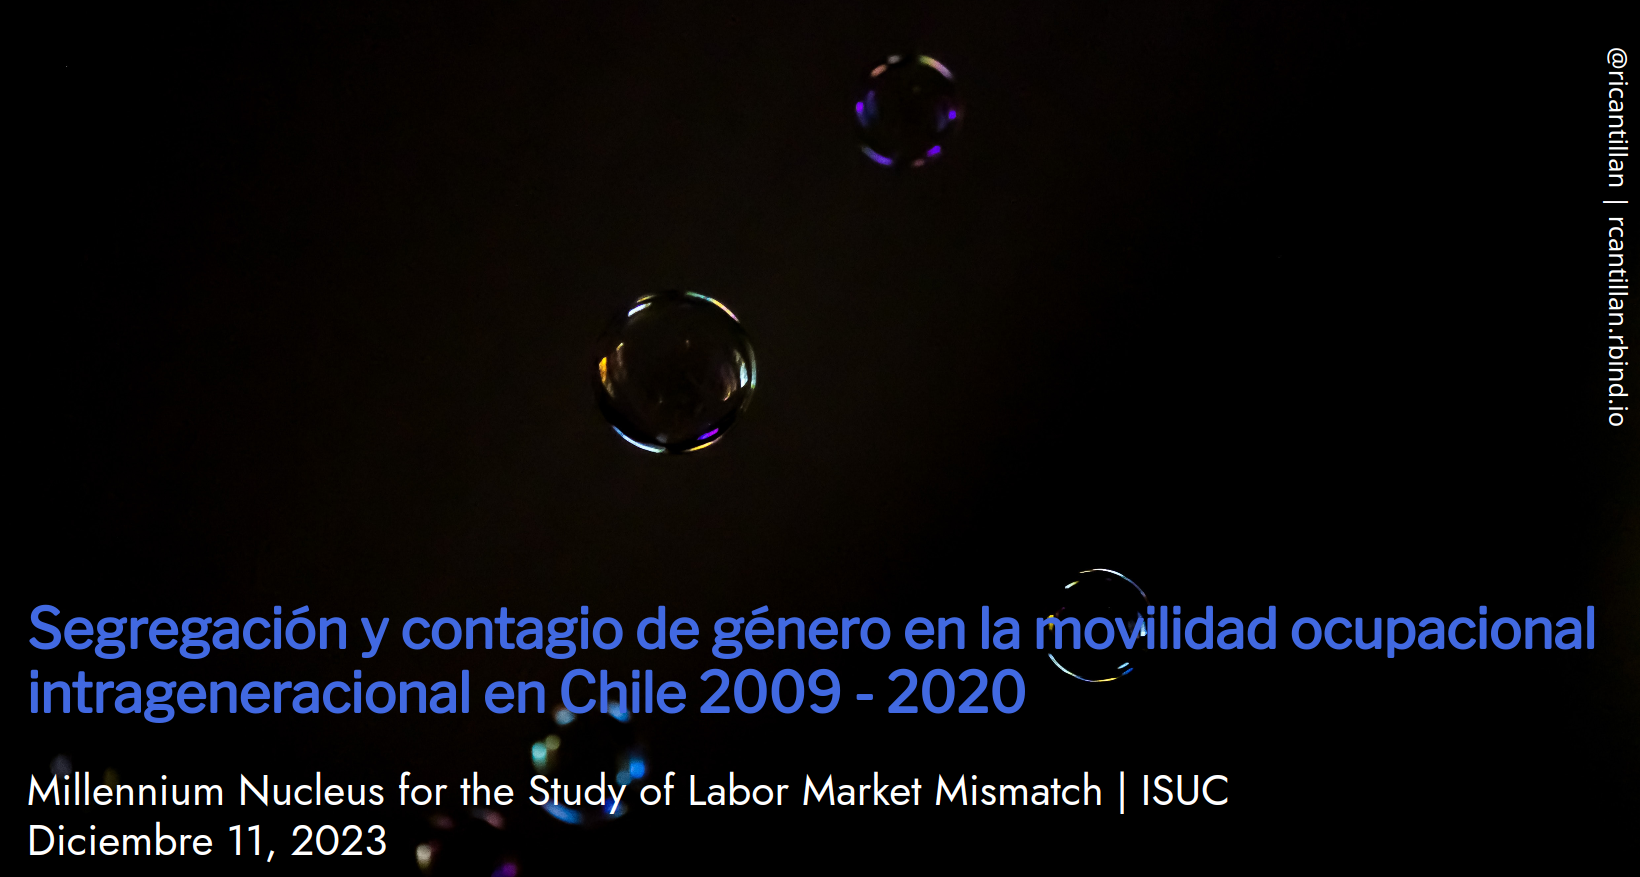 Segregación y contagio de género en la movilidad ocupacional
intrageneracional en Chile 2009 - 2020
Millennium Nucleus for the Study of Labor Market Mismatch | ISUC
Diciembre 11, 2023
@ricantillan | rcantillan.rbind.io